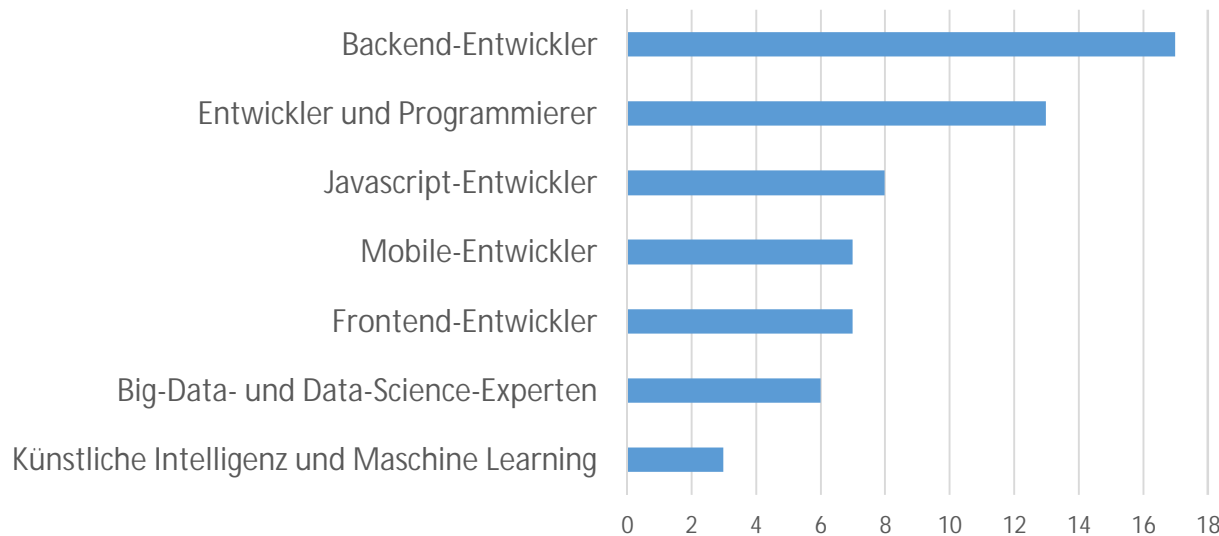 Backend-Entwickler
Entwickler und Programmierer
Javascript-Entwickler
Mobile-Entwickler
Frontend-Entwickler
Big-Data- und Data-Science-Experten
Künstliche Intelligenz und Maschine Learning
0 2 4 6 8 10 12 14 16 18